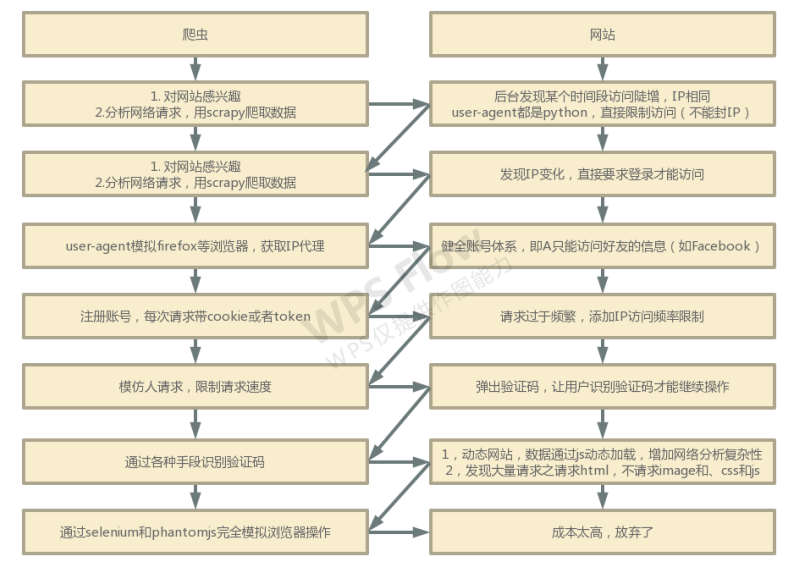 爬虫
网站
1. 对网站感兴趣
2.分析网络请求，用scrapy爬取数据
后台发现某个时间段访问陡增，IP相同
user-agent都是python，直接限制访问（不能封IP）
1. 对网站感兴趣
2.分析网络请求，用scrapy爬取数据
发现IP变化，直接要求登录才能访问
user-agent模拟firefox等浏览器，获取IP代理
健全账号体系，即A只能访问好友的信息（如Facebook）
注册账号，每次请求带cookie或者token
请求过于频繁，添加IP访问频率限制
模仿人请求，限制请求速度
弹出验证码，让用户识别验证码才能继续操作
通过各种手段识别验证码
1，动态网站，数据通过js动态加载，增加网络分析复杂性
2，发现大量请求之请求html，不请求image和、css和js
通过selenium和phantomjs完全模拟浏览器操作
成本太高，放弃了
WPS Flow
WPS仅提供作图能力